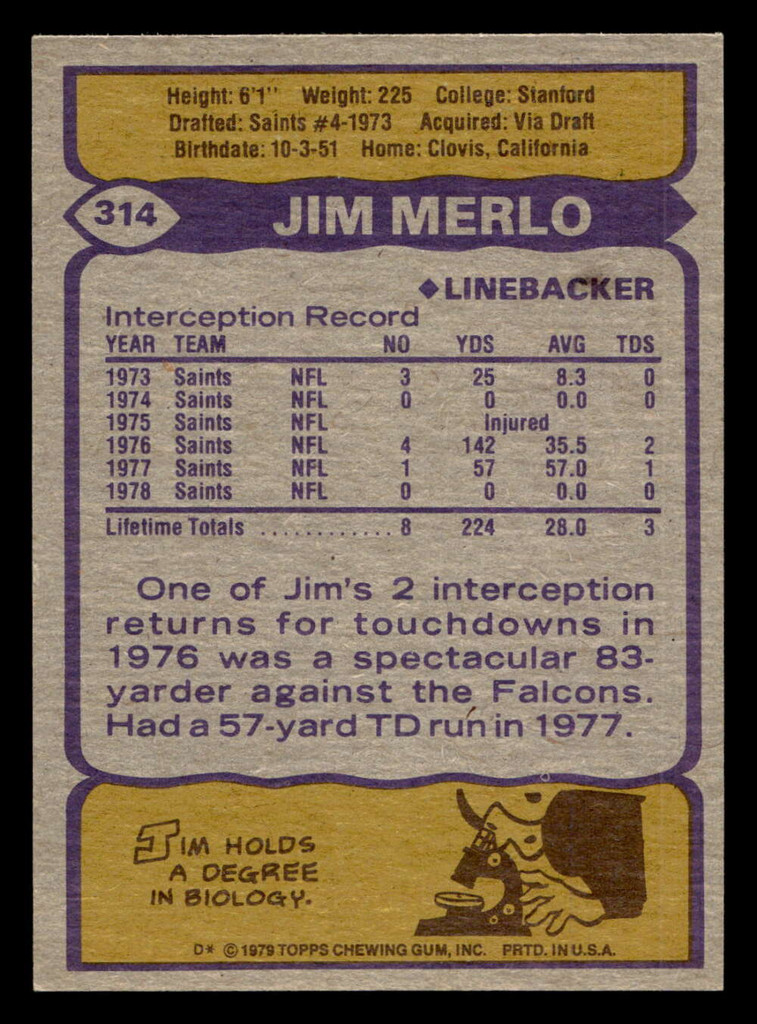 Height: 6'1" Weight: 225 College: Stanford
Drafted: Saints #4-1973 Acquired: Via Draft
Birthdate: 10-3-51 Home: Clovis, California
314 JIM MERLO
◆LINEBACKER
Interception Record
YEAR TEAM NO YDS AVG TDS
1973 Saints NFL 3 25 8.3 0
1974 Saints NFL 0 0 0.0 0
1975 Saints NFL Injured
1976 Saints NFL 4 142 35.5 2
1977 Saints NFL 1 57 57.0 1
1978 Saints NFL 0 0 0.0 0
Lifetime Totals ............ 8 224 28.0 3
One of Jim's 2 interception
returns for touchdowns in
1976 was a spectacular 83-
yarder against the Falcons.
Had a 57-yard TD run in 1977.
JIM HOLDS
A DEGREE
IN BIOLOGY.
D* © 1979 TOPPS CHEWING GUM, INC. PRTD. IN U.S.A.